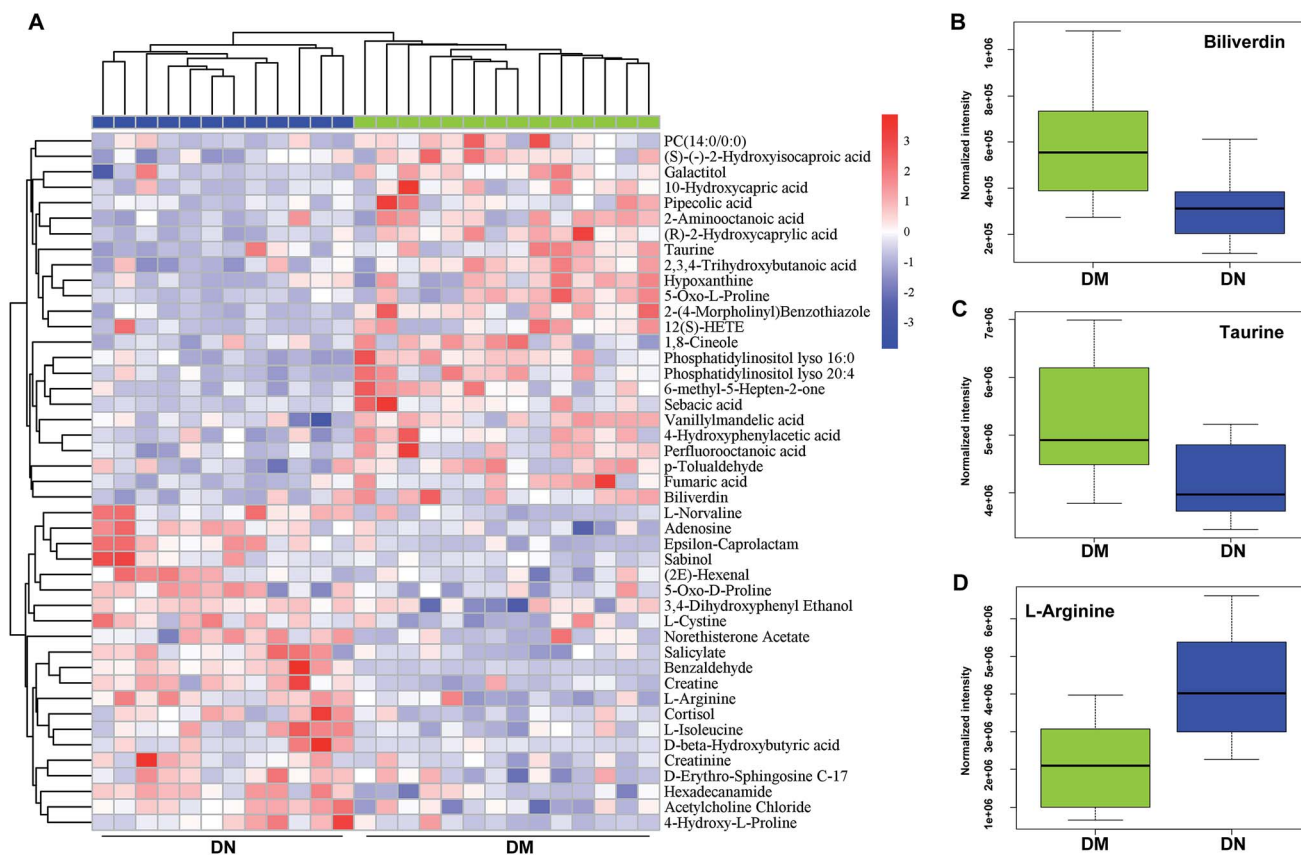 A
PC(14:0/0:0)
(S)-(-)-2-Hydroxyisocaproic acid
Galactitol
10-Hydroxycapric acid
Pipecolic acid
2-Aminooctanoic acid
(R)-2-Hydroxycaprylic acid
Taurine
2,3,4-Trihydroxybutanoic acid
Hypoxanthine
5-Oxo-L-Proline
2-(4-Morpholinyl)Benzothiazole
12(S)-HETE
1,8-Cineole
Phosphatidylinositol lyso 16:0
Phosphatidylinositol lyso 20:4
6-methyl-5-Hepten-2-one
Sebacic acid
Vanillylmandelic acid
4-Hydroxyphenylacetic acid
Perfluorooctanoic acid
p-Tolualdehyde
Fumaric acid
Biliverdin
L-Norvaline
Adenosine
Epsilon-Caprolactam
Sabinol
(2E)-Hexenal
5-Oxo-D-Proline
3,4-Dihydroxyphenyl Ethanol
L-Cystine
Norethisterone Acetate
Salicylate
Benzaldehyde
Creatine
L-Arginine
Cortisol
L-Isoleucine
D-beta-Hydroxybutyric acid
Creatinine
D-Erythro-Sphingosine C-17
Hexadecanamide
Acetylcholine Chloride
4-Hydroxy-L-Proline
DN
DM
3
2
1
0
-1
-2
-3
B
Biliverdin
Normalized intensity
1e+06
8e+05
6e+05
4e+05
2e+05
DM
DN
C
Taurine
Normalized intensity
7e+06
6e+06
5e+06
4e+06
DM
DN
D
L-Arginine
Normalized intensity
6e+06
5e+06
4e+06
3e+06
2e+06
1e+06
DM
DN